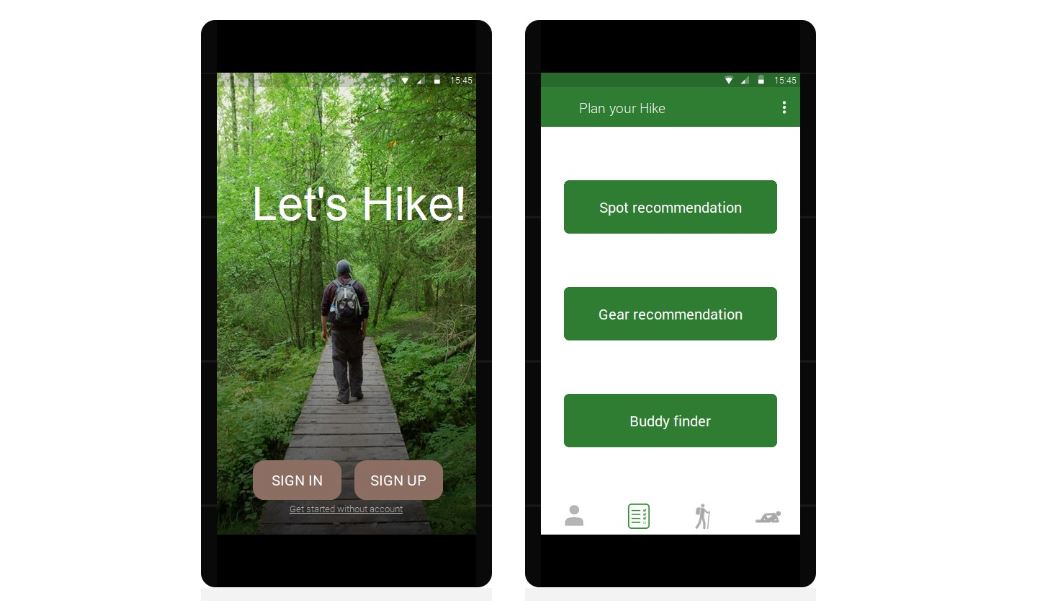 15:45
Let's Hike!
SIGN IN SIGN UP
Get started without account
15:45
Plan your Hike
Spot recommendation
Gear recommendation
Buddy finder